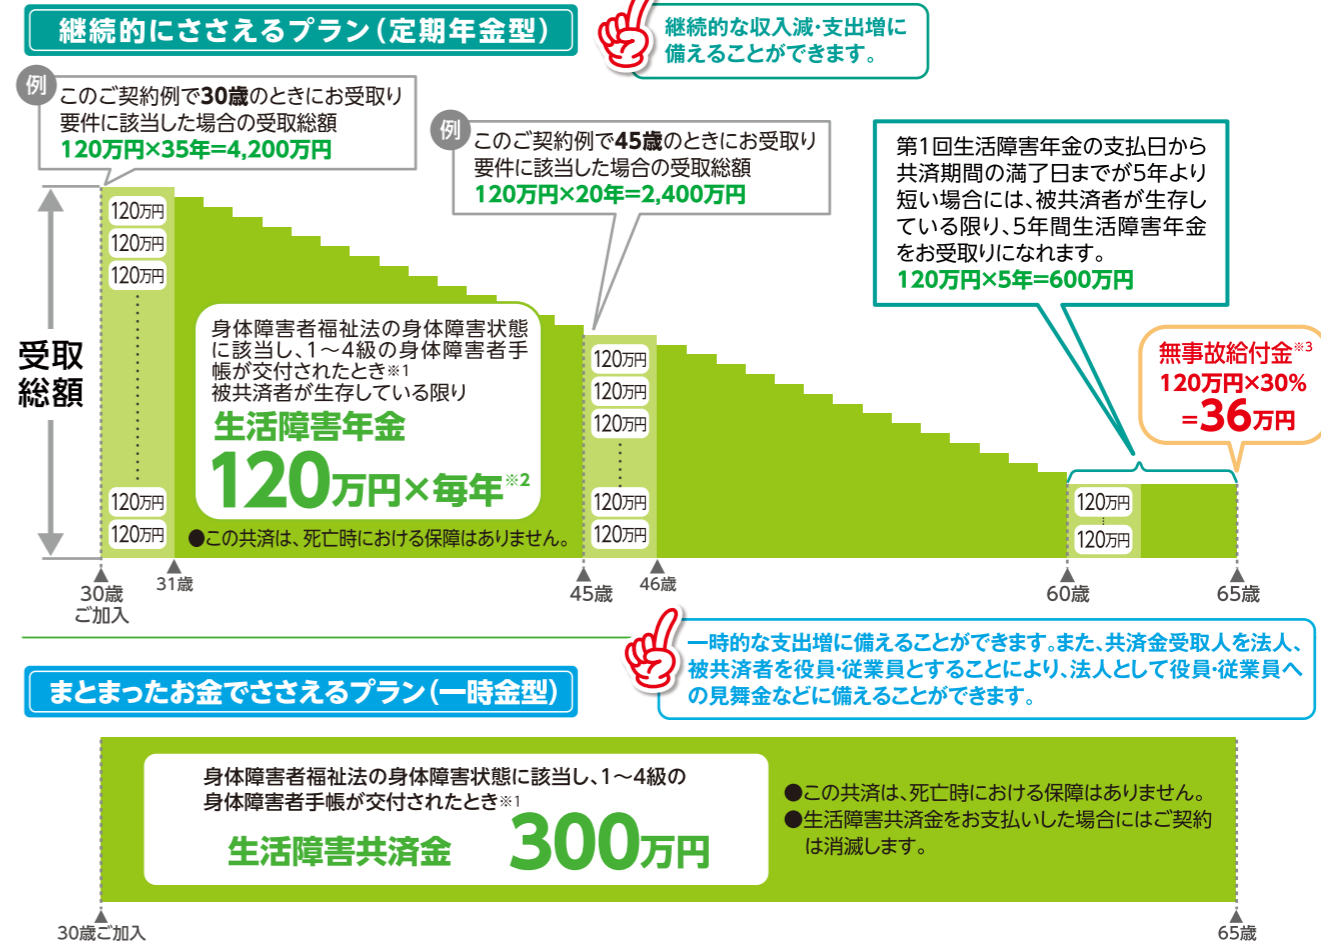 継続的にささえるプラン(定期年金型)
継続的な収入減・支出増に
備えることができます。
例
このご契約例で30歳のときにお受取り
要件に該当した場合の受取総額
120万円×35年=4,200万円
例
このご契約例で45歳のときにお受取り
要件に該当した場合の受取総額
120万円×20年=2,400万円
第1回生活障害年金の支払日から
共済期間の満了日までが5年より
短い場合には、被共済者が生存し
ている限り、5年間生活障害年金
をお受取りになれます。
120万円×5年=600万円
無事故給付金※3
120万円×30%
=36万円
受取
総額
120万円
120万円
120万円
120万円
120万円
身体障害者福祉法の身体障害状態
に該当し、1〜4級の身体障害者手
帳が交付されたとき※1
被共済者が生存している限り
生活障害年金
120万円×毎年※2
●この共済は、死亡時における保障はありません。
120万円
120万円
120万円
120万円
120万円
120万円
120万円
30歳
ご加入
31歳
45歳
46歳
60歳
65歳
一時的な支出増に備えることができます。また、共済金受取人を法人、
被共済者を役員・従業員とすることにより、法人として役員・従業員へ
の見舞金などに備えることができます。
まとまったお金でささえるプラン(一時金型)
身体障害者福祉法の身体障害状態に該当し、1〜4級の
身体障害者手帳が交付されたとき※1
生活障害共済金 300万円
●この共済は、死亡時における保障はありません。
●生活障害共済金をお支払いした場合にはご契約
は消滅します。
30歳ご加入
65歳